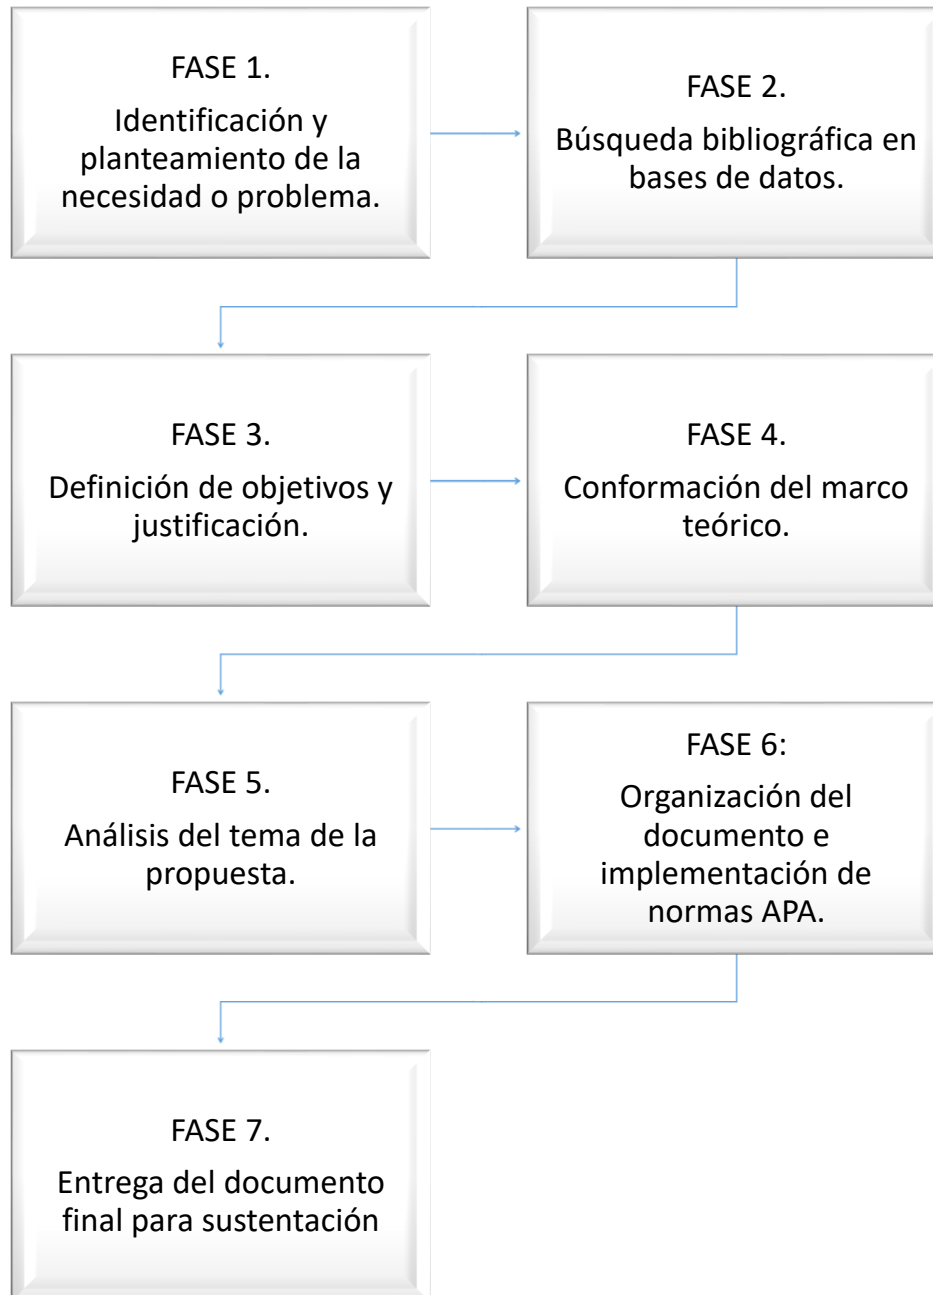 FASE 1.
Identificación y
planteamiento de la
necesidad o problema.
FASE 2.
Búsqueda bibliográfica en
bases de datos.
FASE 3.
Definición de objetivos y
justificación.
FASE 4.
Conformación del marco
teórico.
FASE 5.
Análisis del tema de la
propuesta.
FASE 6:
Organización del
documento e
implementación de
normas APA.
FASE 7.
Entrega del documento
final para sustentación